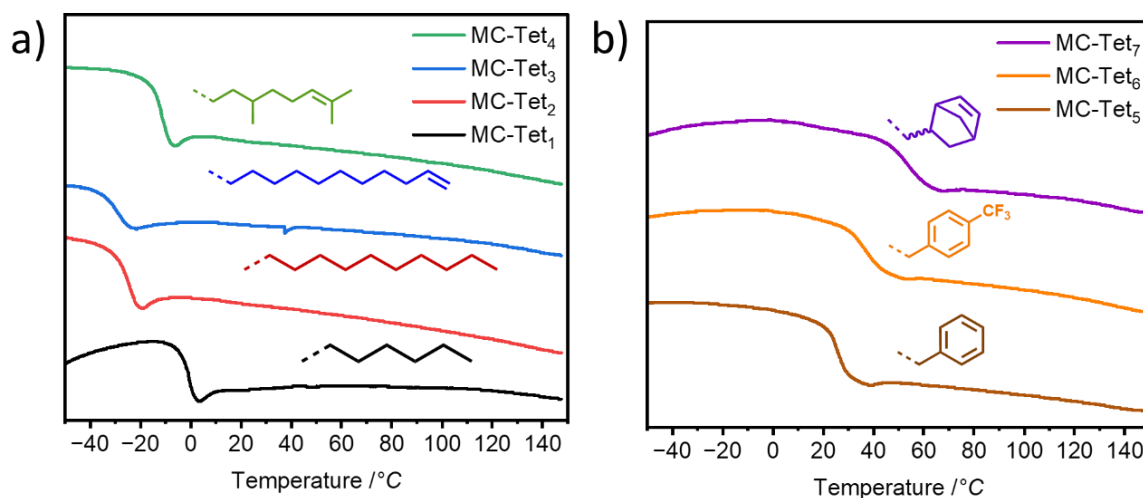 a)
MC-Tet₄
MC-Tet₃
MC-Tet₂
MC-Tet₁
−40 −20 0 20 40 60 80 100 120 140
Temperature /°C
b)
MC-Tet₇
MC-Tet₆
MC-Tet₅
CF₃
−40 −20 0 20 40 60 80 100 120 140
Temperature /°C